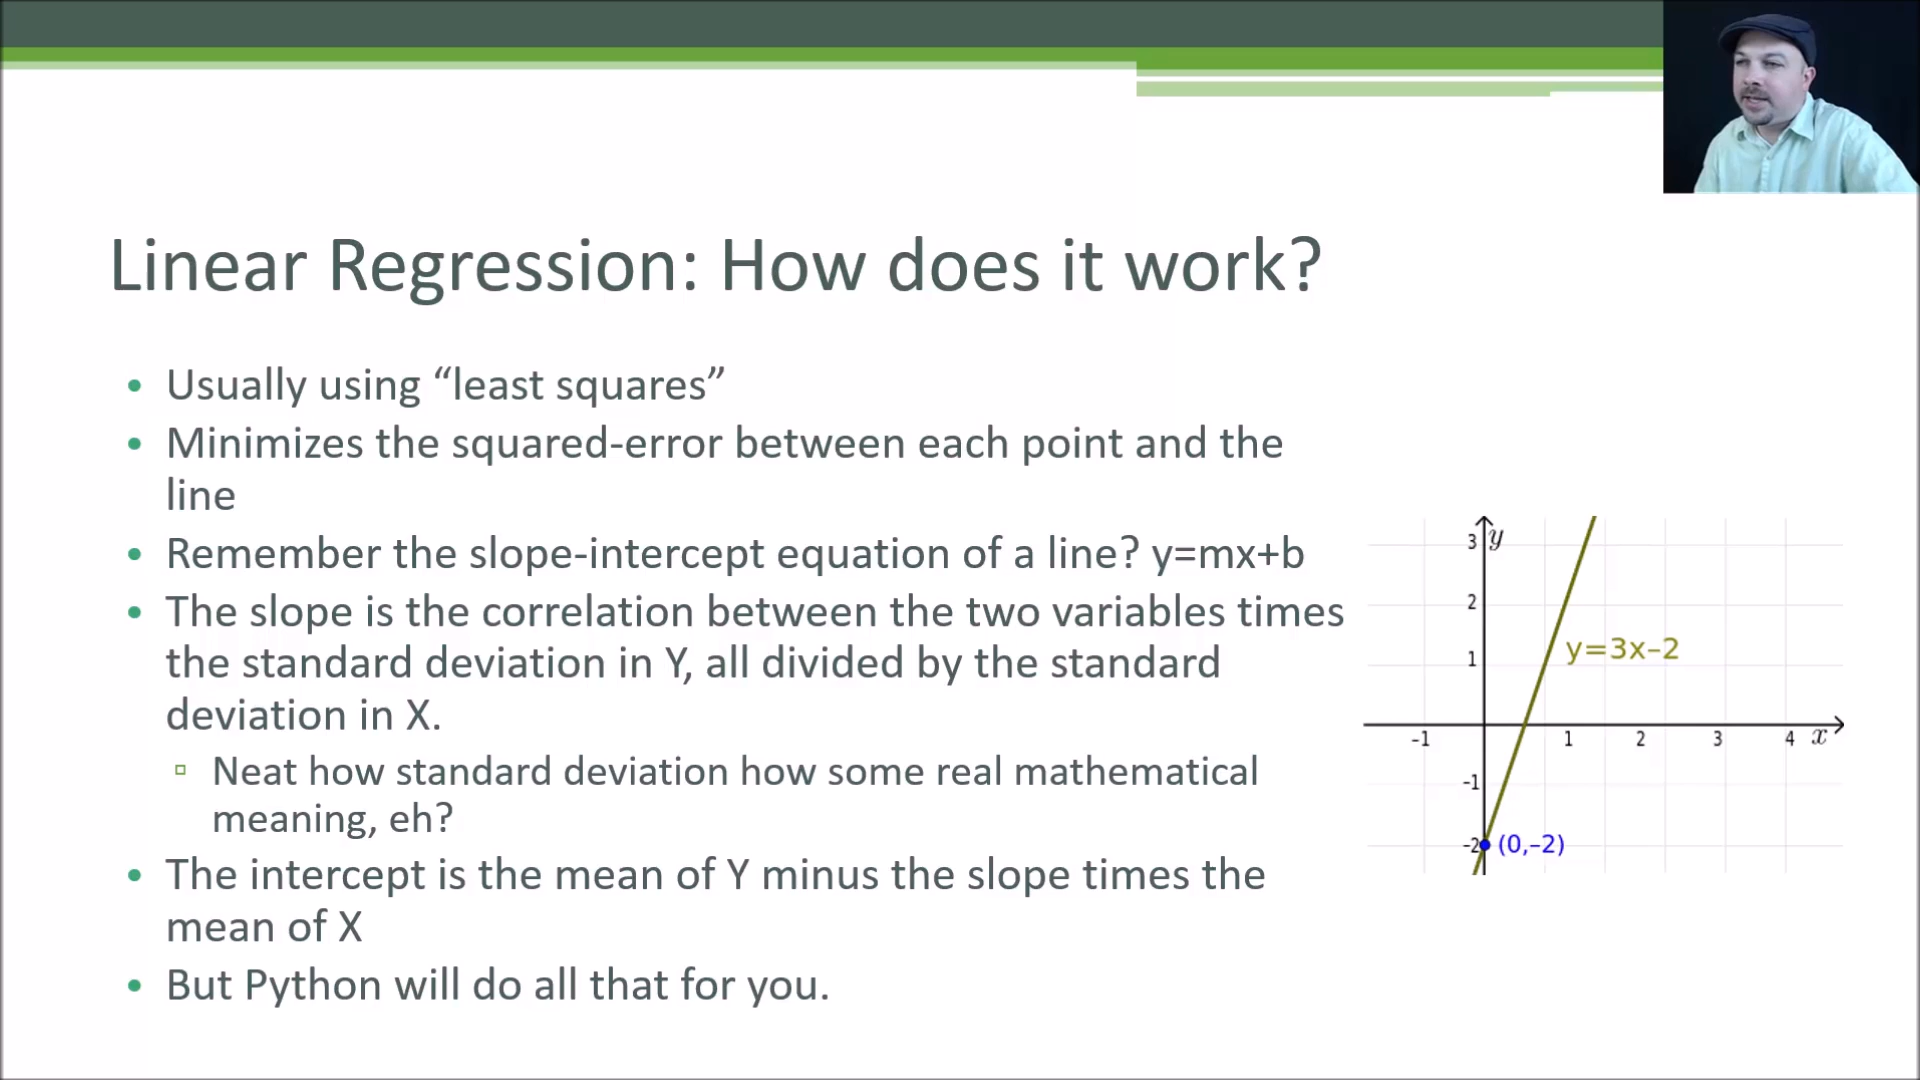 Linear Regression: How does it work?
• Usually using “least squares”
• Minimizes the squared-error between each point and the
line
• Remember the slope-intercept equation of a line? y=mx+b
• The slope is the correlation between the two variables times
the standard deviation in Y, all divided by the standard
deviation in X.
▫ Neat how standard deviation how some real mathematical
meaning, eh?
• The intercept is the mean of Y minus the slope times the
mean of X
• But Python will do all that for you.
3 y
2
y=3x-2
1
-1 1 2 3 4 x
-1
-2 (0,-2)